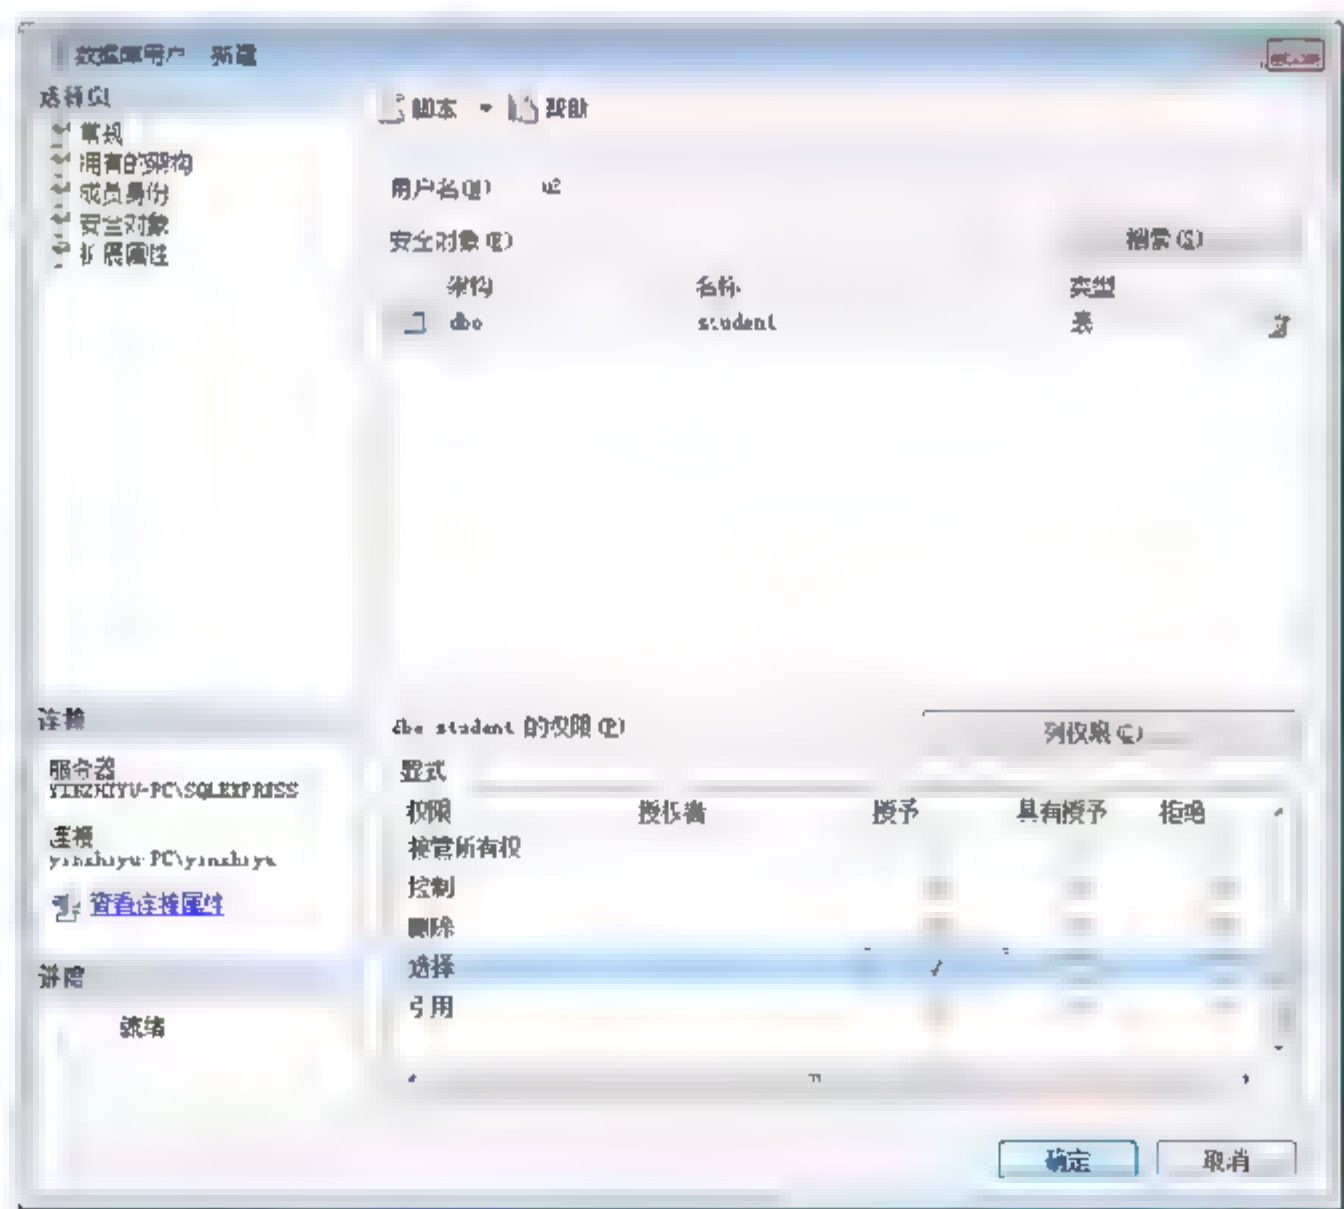 数据库用户 新建
选择页
常规
拥有的架构
成员身份
安全对象
扩展属性
脚本 帮助
用户名(N) u2
安全对象(E)
搜索(S)
架构 名称 类型
dbo student 表
连接
服务器
YINZHIYU-PC\SQLEXPRESS
连接
yinzhiyu-PC\yinzhiyu
查看连接属性
进度
就绪
dbo student 的权限(P)
列权限(C)
显式
权限 授权者 授予 具有授予 拒绝
接管所有权
控制
删除
选择
引用
确定 取消